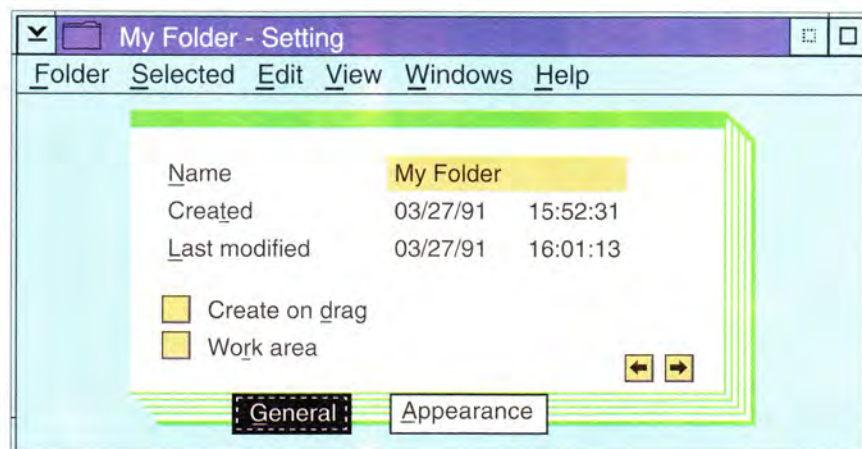 My Folder - Setting
Folder Selected Edit View Windows Help
Name My Folder
Created 03/27/91 15:52:31
Last modified 03/27/91 16:01:13
Create on drag
Work area
General Appearance